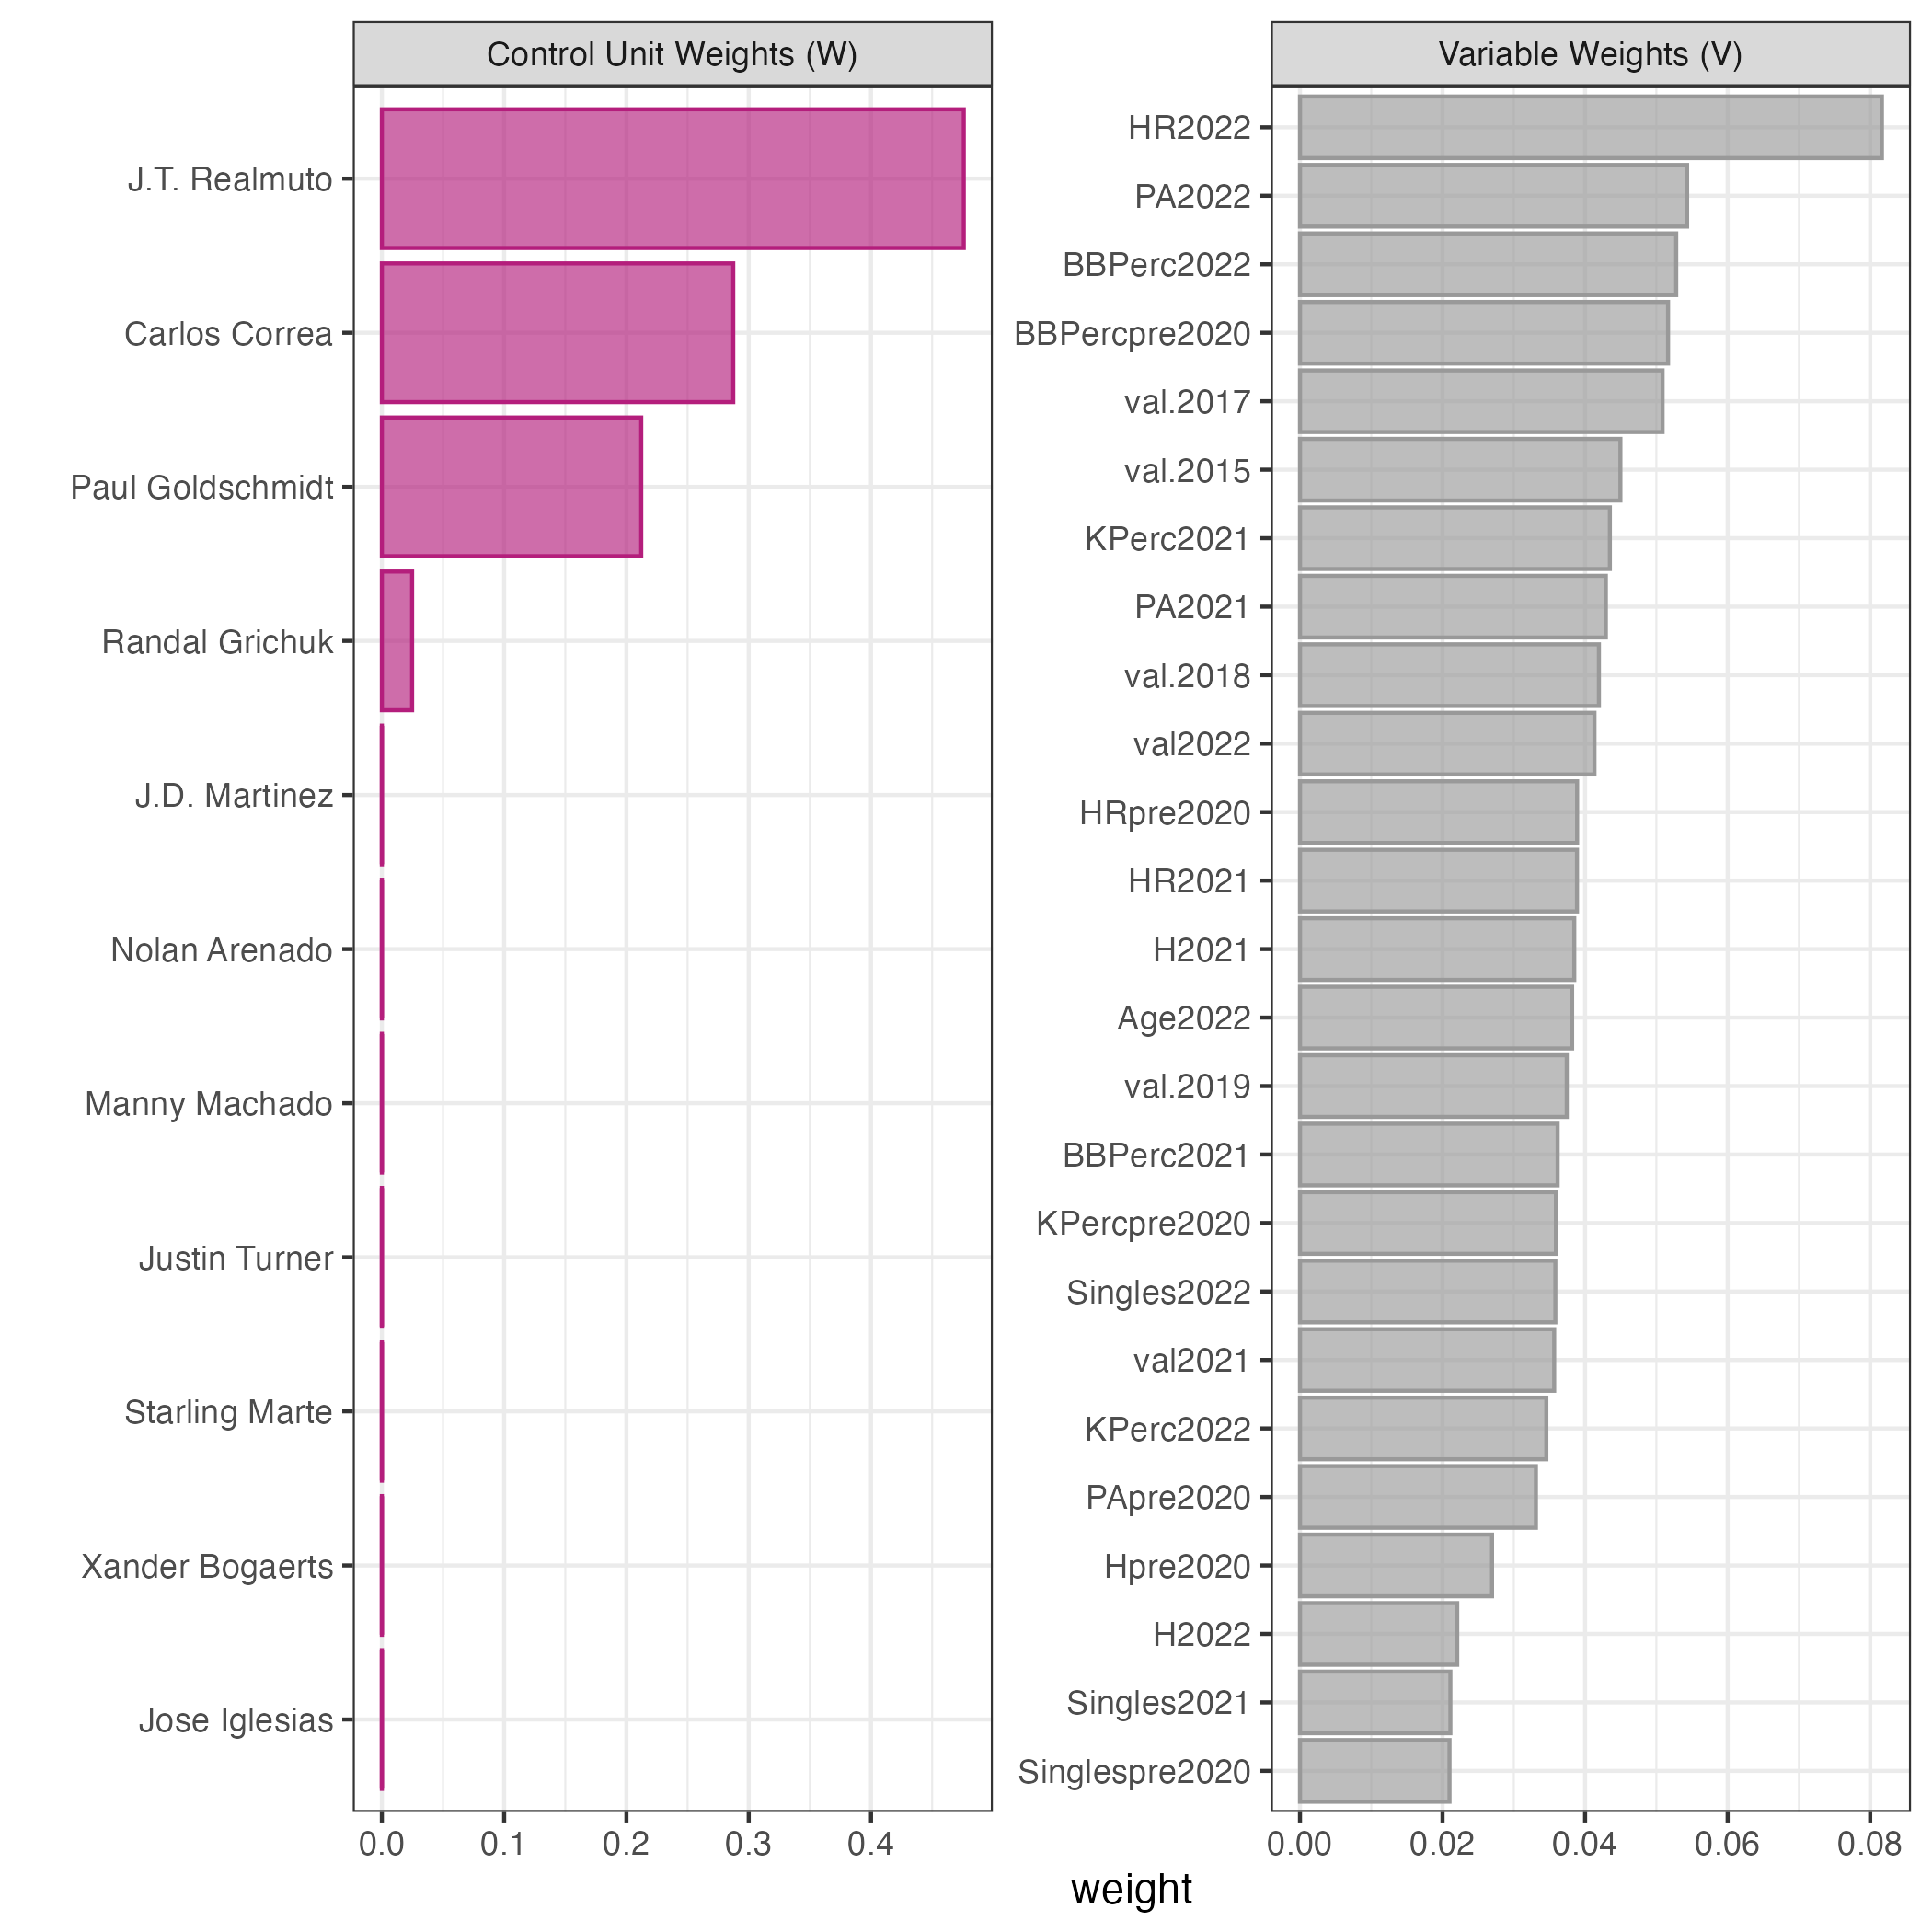 Control Unit Weights (W)
J.T. Realmuto
Carlos Correa
Paul Goldschmidt
Randal Grichuk
J.D. Martinez
Nolan Arenado
Manny Machado
Justin Turner
Starling Marte
Xander Bogaerts
Jose Iglesias
0.0 0.1 0.2 0.3 0.4
Variable Weights (V)
HR2022
PA2022
BBPerc2022
BBPercpre2020
val.2017
val.2015
KPerc2021
PA2021
val.2018
val2022
HRpre2020
HR2021
H2021
Age2022
val.2019
BBPerc2021
KPercpre2020
Singles2022
val2021
KPerc2022
PApre2020
Hpre2020
H2022
Singles2021
Singlespre2020
0.00 0.02 0.04 0.06 0.08
weight